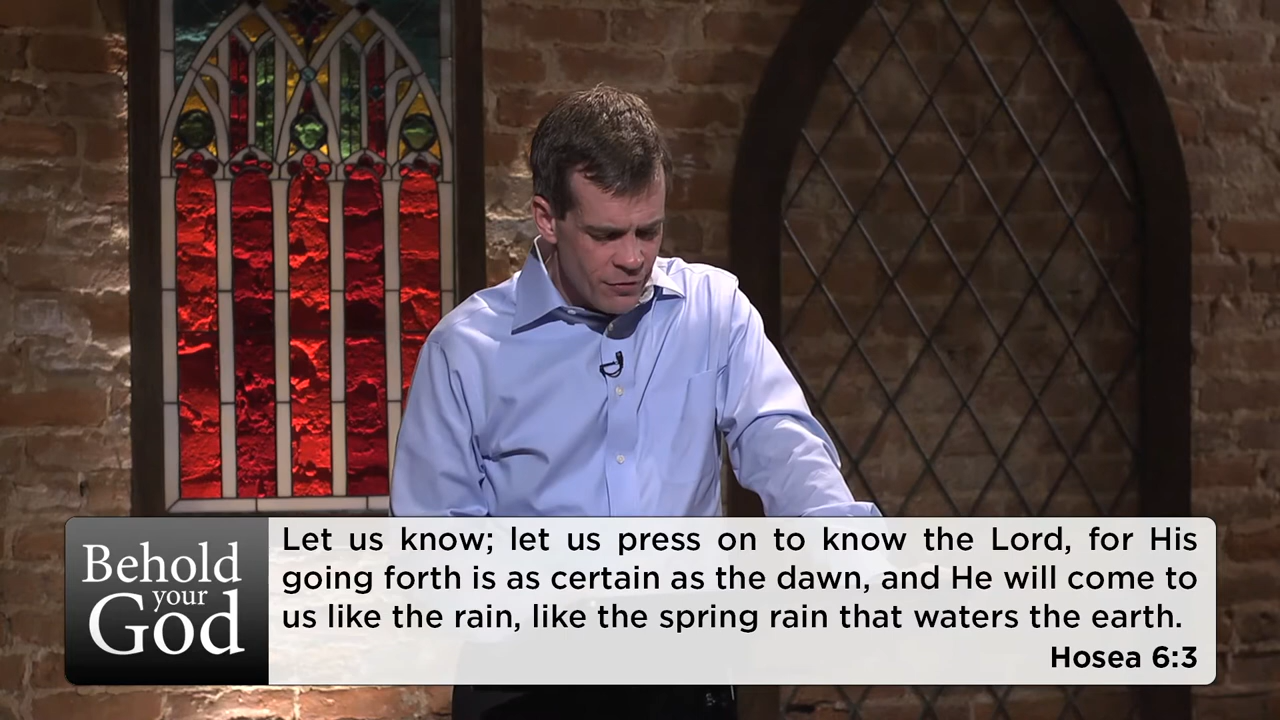 Behold
your
God
Let us know; let us press on to know the Lord, for His
going forth is as certain as the dawn, and He will come to
us like the rain, like the spring rain that waters the earth.
Hosea 6:3